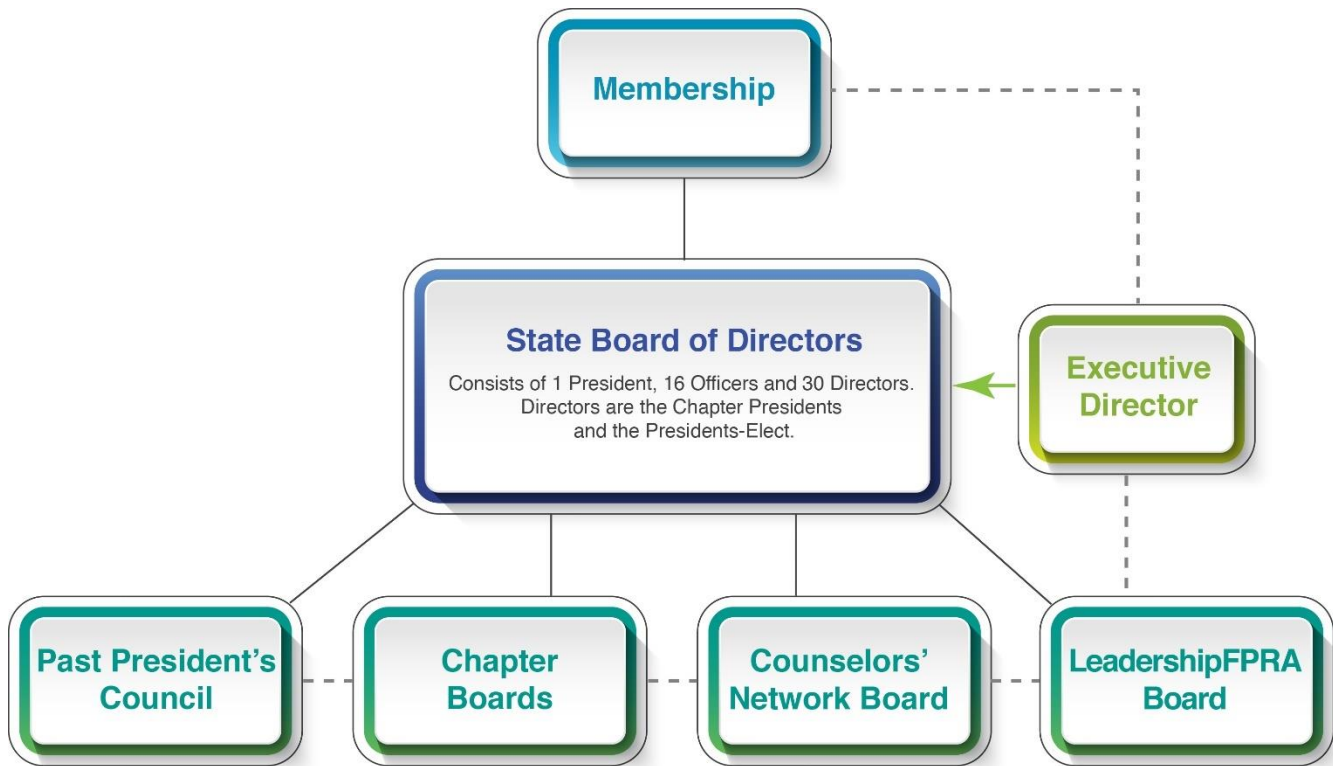 Membership
State Board of Directors
Consists of 1 President, 16 Officers and 30 Directors.
Directors are the Chapter Presidents
and the Presidents-Elect.
Executive
Director
Past President’s
Council
Chapter
Boards
Counselors’
Network Board
LeadershipFPRA
Board